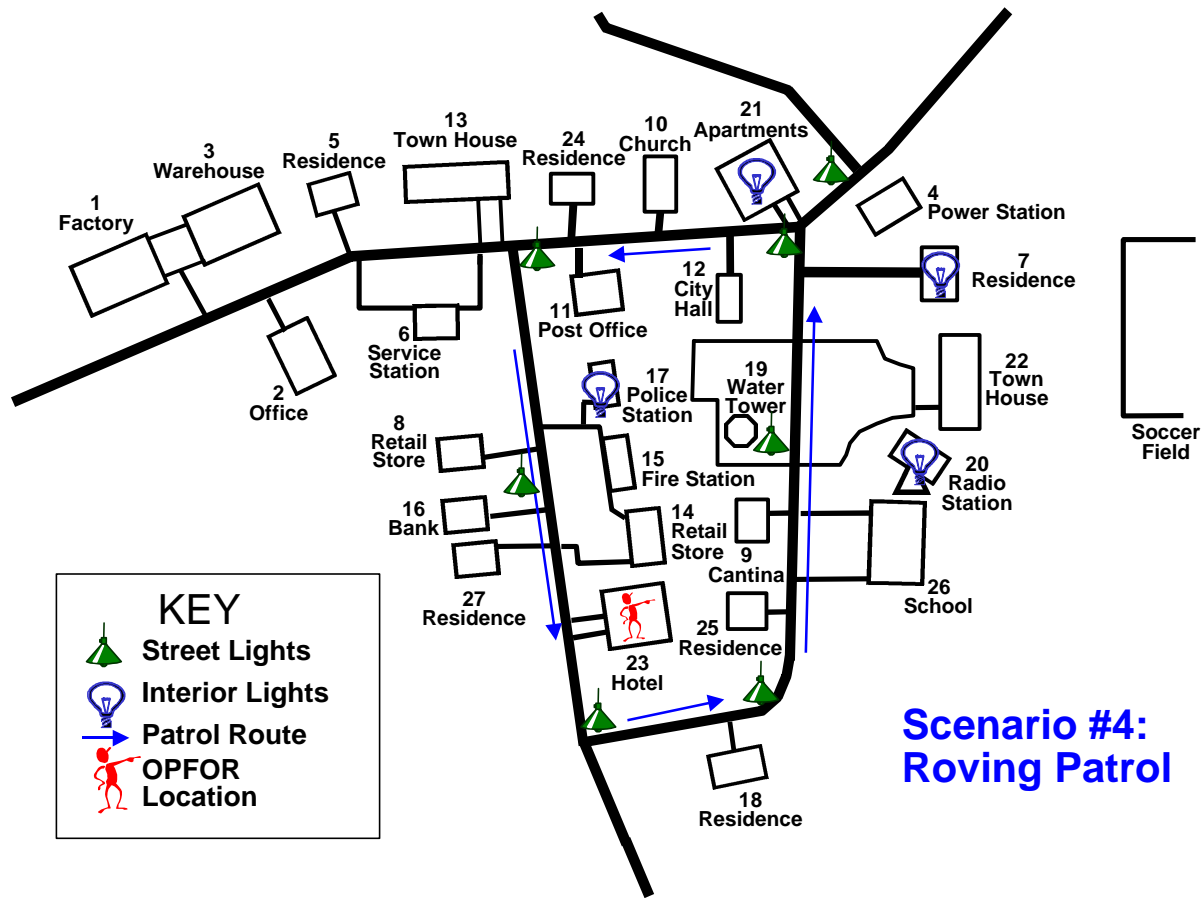 1
Factory
3
Warehouse
5
Residence
13
Town House
24
Residence
10
Church
21
Apartments
4
Power Station
7
Residence
12
City
Hall
11
Post Office
6
Service
Station
2
Office
17
Police
Station
19
Water
Tower
22
Town
House
Soccer
Field
8
Retail
Store
15
Fire Station
20
Radio
Station
16
Bank
14
Retail
Store
9
Cantina
26
School
27
Residence
25
Residence
23
Hotel
18
Residence
KEY
Street Lights
Interior Lights
Patrol Route
OPFOR
Location
Scenario #4:
Roving Patrol